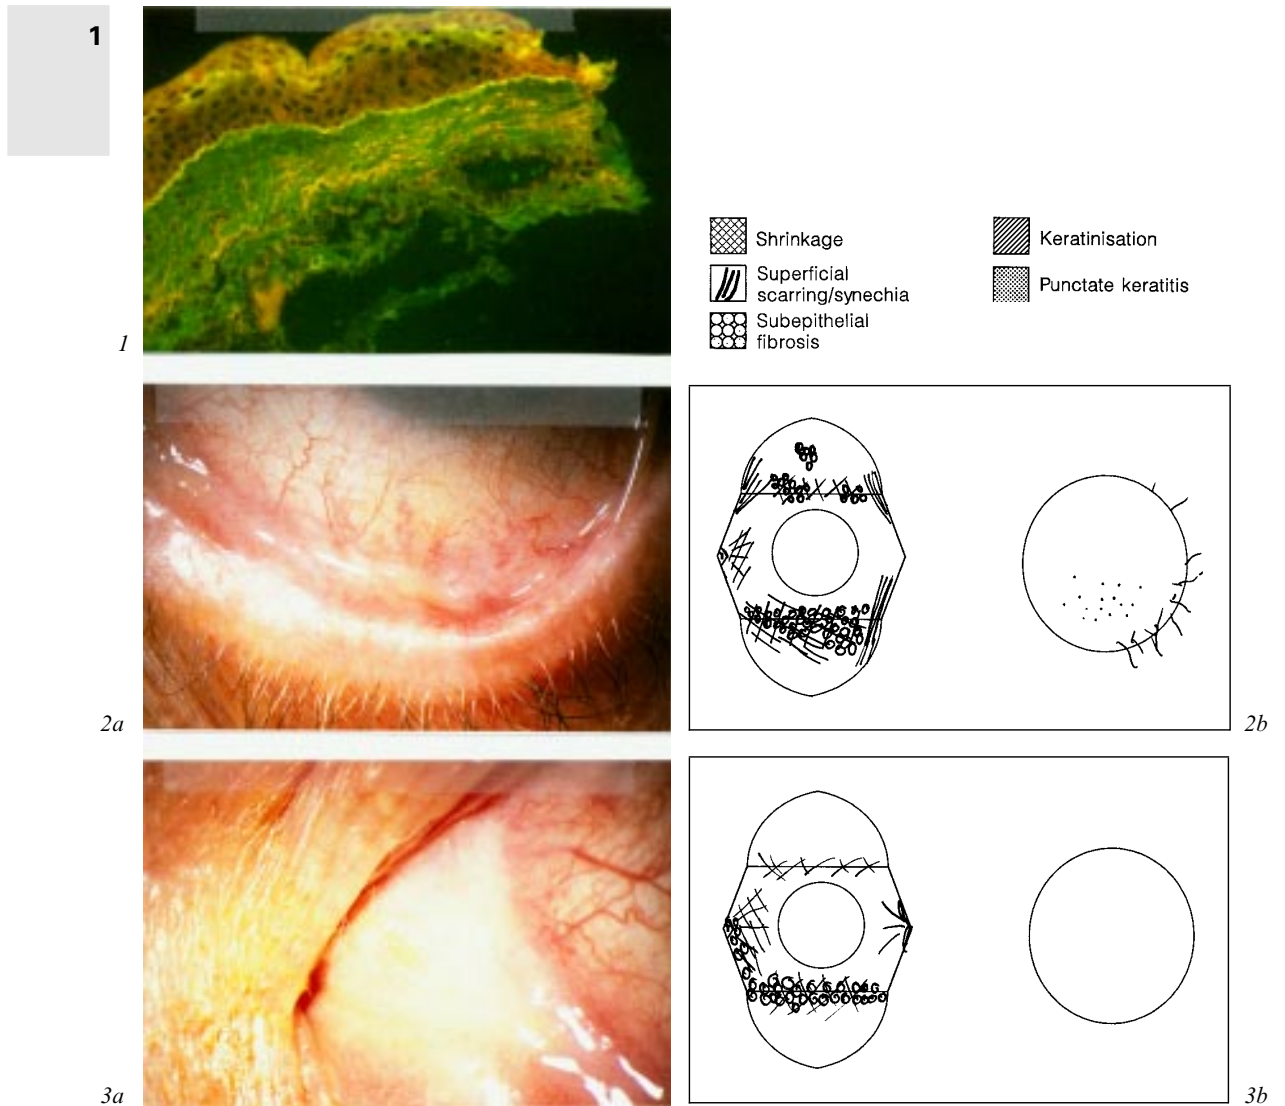 1
1
Shrinkage
Superficial
scarring/synechia
Subepithelial
fibrosis
Keratinisation
Punctate keratitis
2a
2b
3a
3b